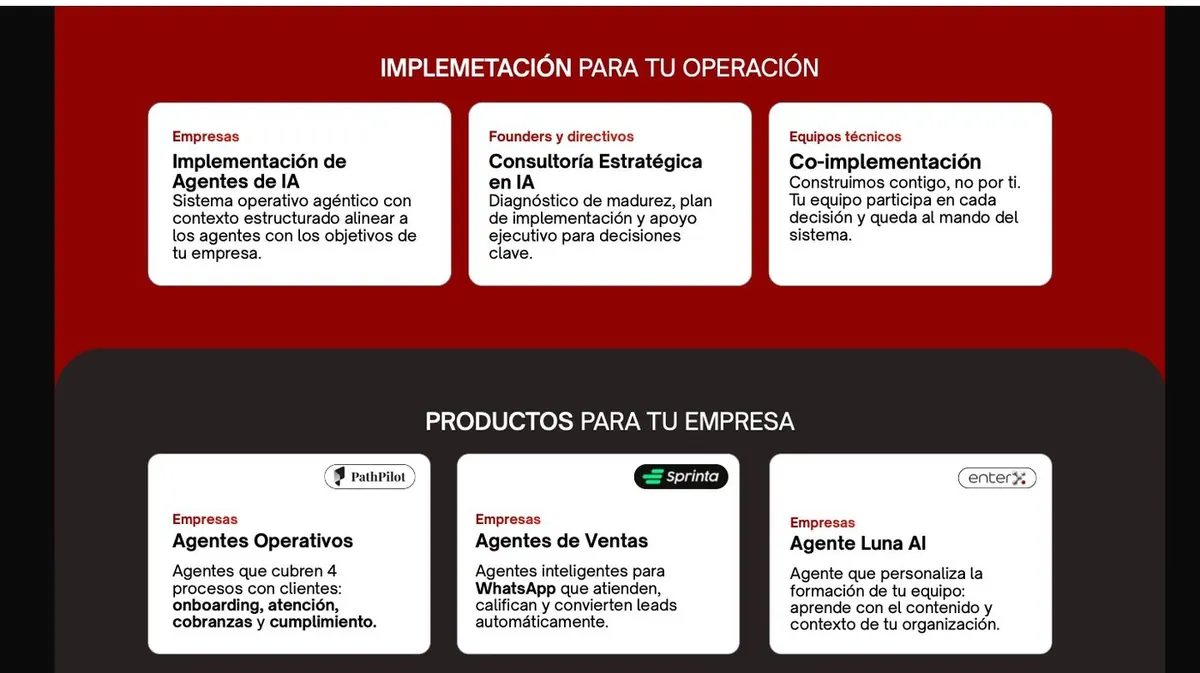 IMPLEMETACIÓN PARA TU OPERACIÓN
Empresas
Implementación de
Agentes de IA
Sistema operativo agéntico con
contexto estructurado alinear a
los agentes con los objetivos de
tu empresa.
Founders y directivos
Consultoría Estratégica
en IA
Diagnóstico de madurez, plan
de implementación y apoyo
ejecutivo para decisiones
clave.
Equipos técnicos
Co-implementación
Construimos contigo, no por ti.
Tu equipo participa en cada
decisión y queda al mando del
sistema.
PRODUCTOS PARA TU EMPRESA
PathPilot
Empresas
Agentes Operativos
Agentes que cubren 4
procesos con clientes:
onboarding, atención,
cobranzas y cumplimiento.
Sprinta
Empresas
Agentes de Ventas
Agentes inteligentes para
WhatsApp que atienden,
califican y convierten leads
automáticamente.
enterX
Empresas
Agente Luna AI
Agente que personaliza la
formación de tu equipo:
aprende con el contenido y
contexto de tu organización.